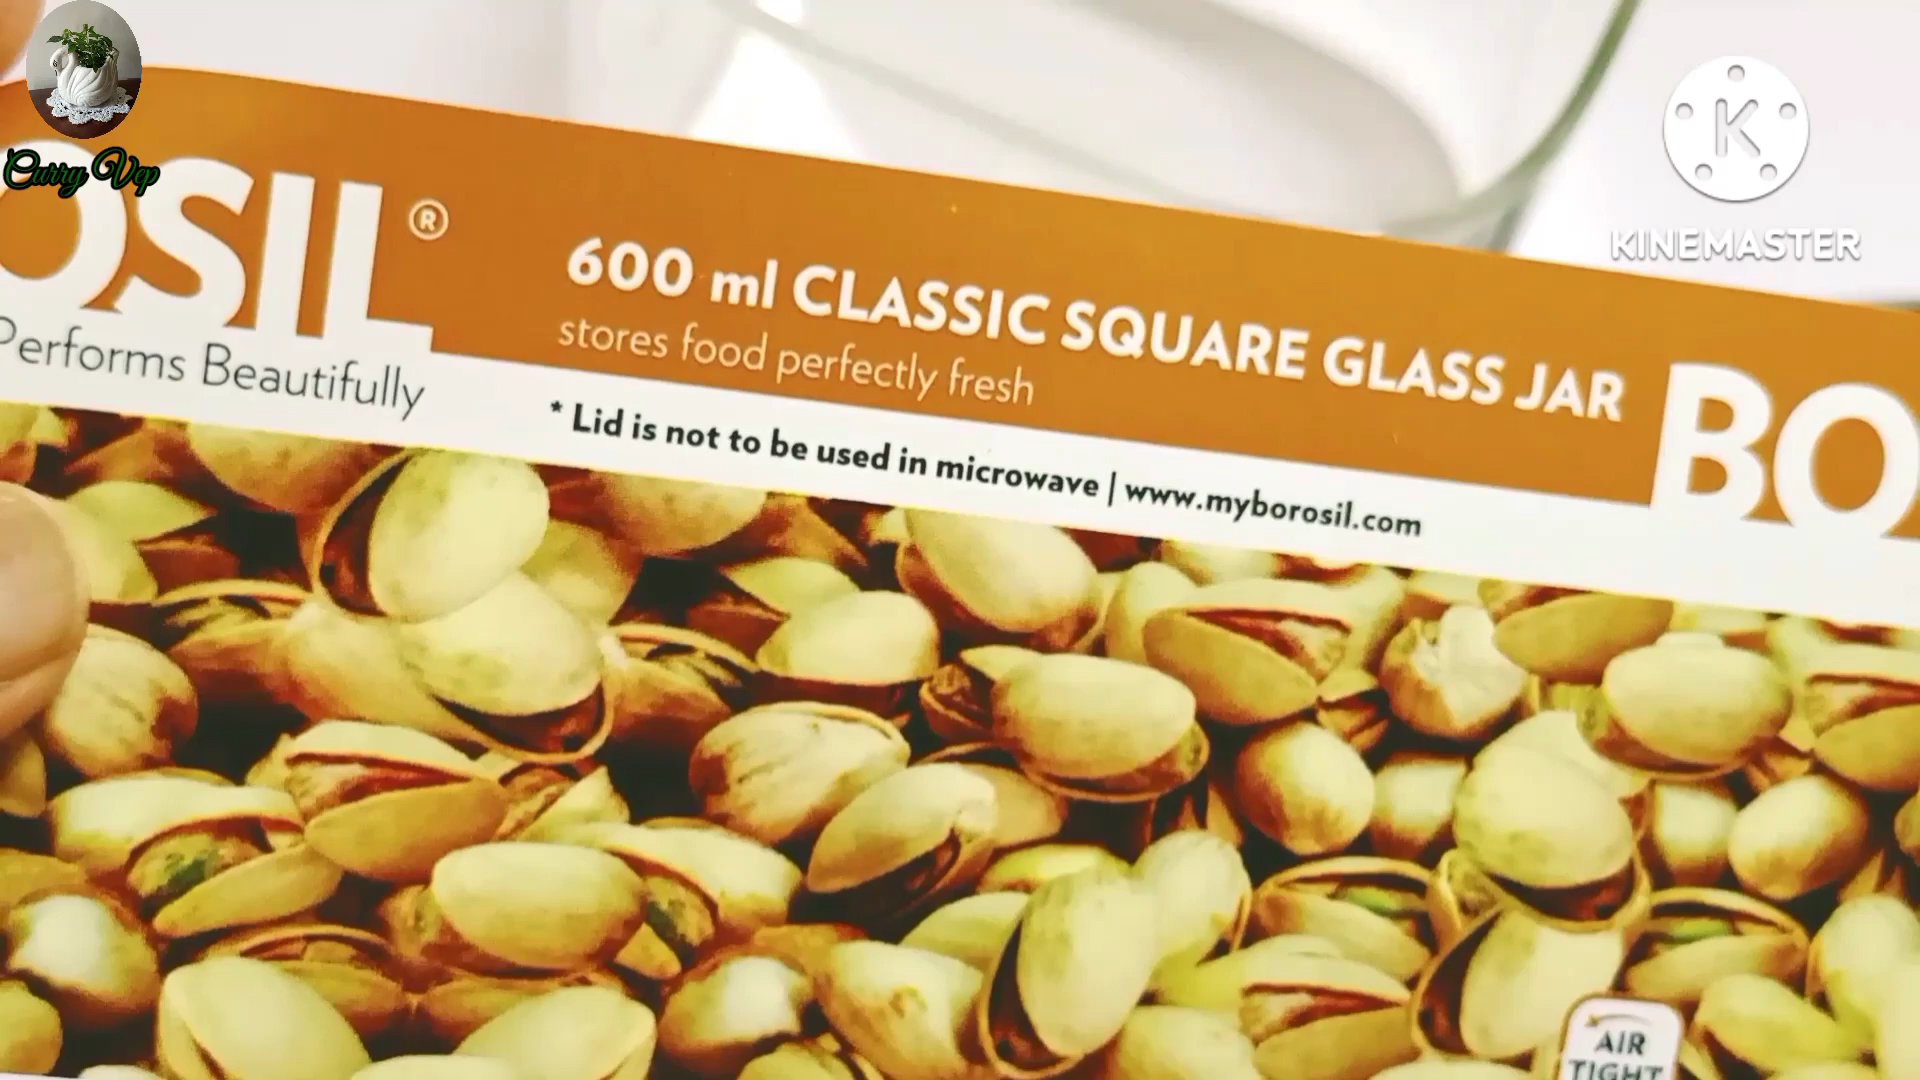 Curry Vep
K
KINEMASTER
OSIL®
Performs Beautifully
600 ml CLASSIC SQUARE GLASS JAR
stores food perfectly fresh
* Lid is not to be used in microwave | www.myborosil.com
BO
AIR
TIGHT